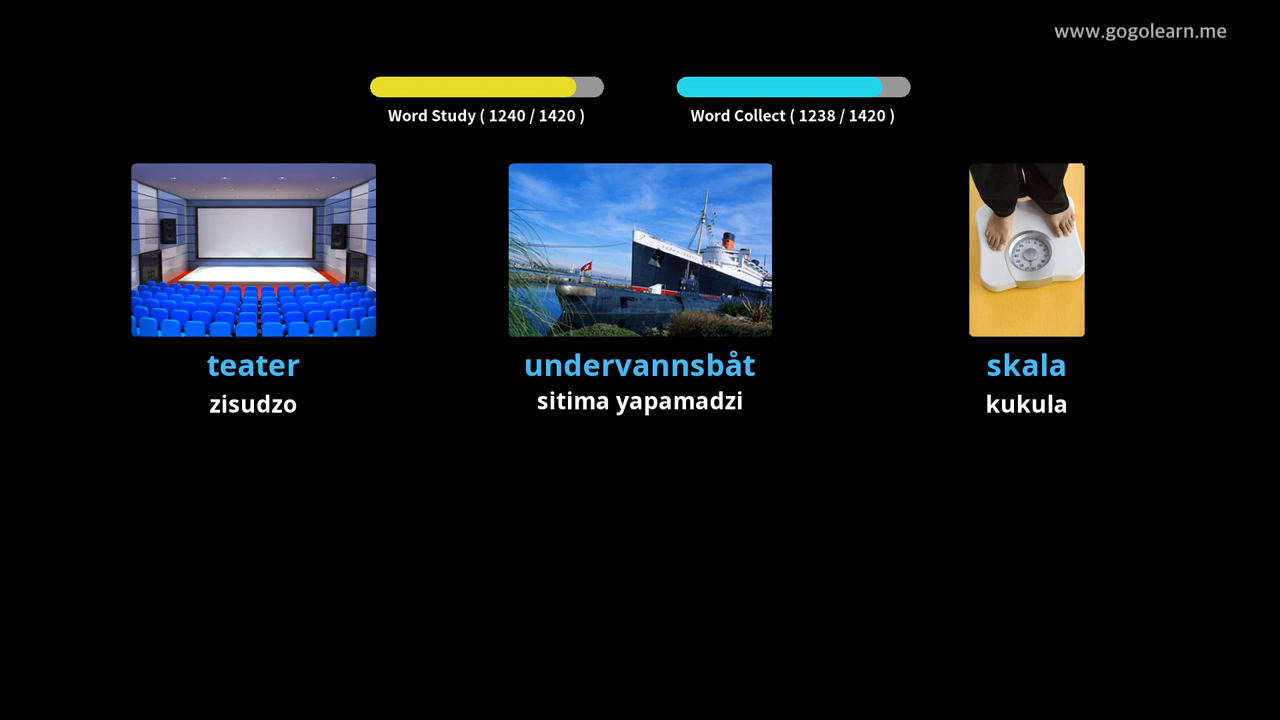 www.gogolearn.me
Word Study ( 1240 / 1420 )
Word Collect ( 1238 / 1420 )
teater
undervannsbåt
skala
zisudzo
sitima yapamadzi
kukula